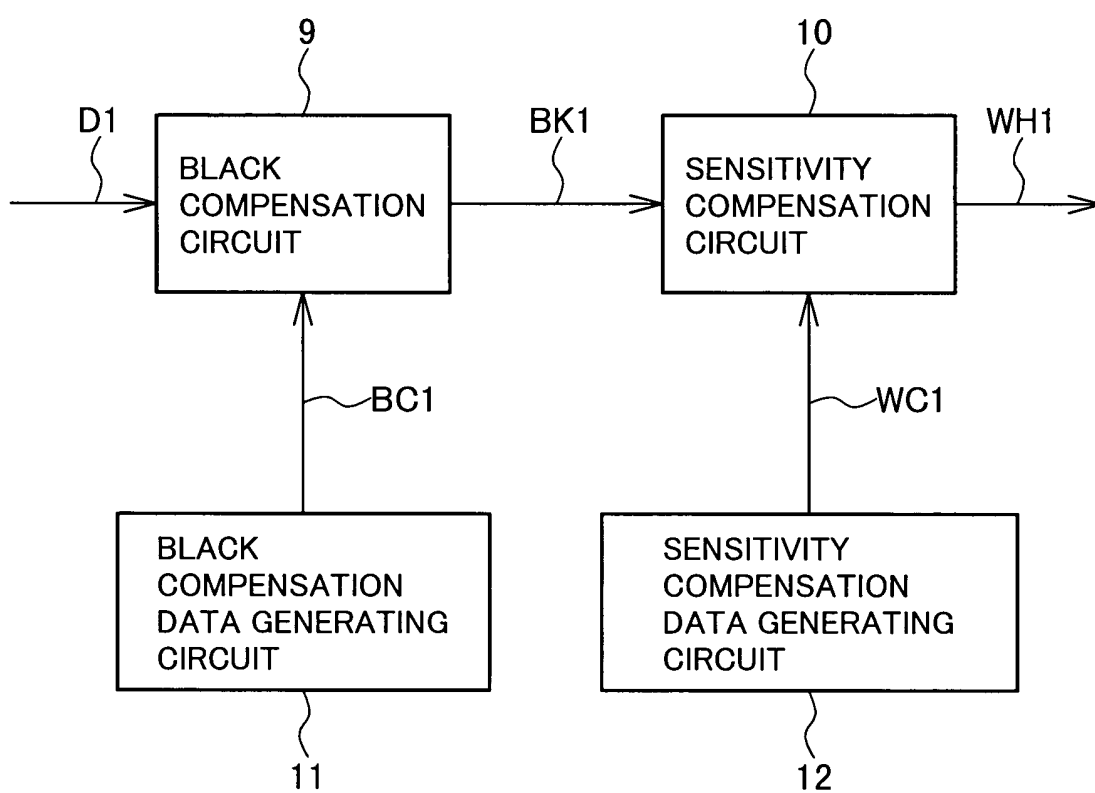 9
10
D1
BK1
WH1
BLACK
COMPENSATION
CIRCUIT
SENSITIVITY
COMPENSATION
CIRCUIT
BC1
WC1
BLACK
COMPENSATION
DATA GENERATING
CIRCUIT
SENSITIVITY
COMPENSATION
DATA GENERATING
CIRCUIT
11
12